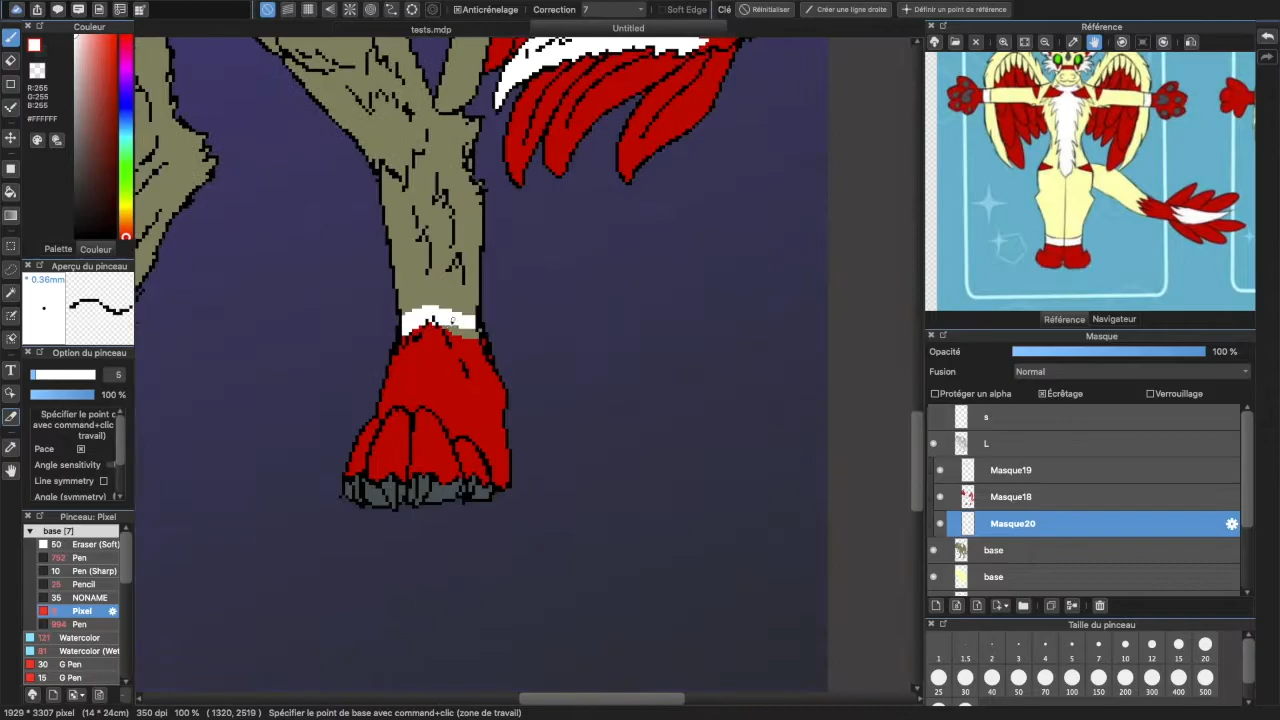 Anticrénelage
Correction 7
Soft Edge
Clé
Réinitialiser
Créer une ligne droite
Définir un point de référence
Couleur
tests.mdp
Untitled
Référence
R:255
G:255
B:255
#FFFFFF
Palette
Couleur
Aperçu du pinceau
* 0.36mm
Option du pinceau
5
100 %
Spécifier le point c
avec command+clic (
travail)
Pace
Angle sensitivity
Line symmetry
Angle (symmetry)
Pinceau: Pixel
base [7]
50 Eraser (Soft)
752 Pen
10 Pen (Sharp)
25 Pencil
35 NONAME
Pixel
994 Pen
121 Watercolor
81 Watercolor (Wet
30 G Pen
15 G Pen
Référence
Navigateur
Masque
Opacité
100 %
Fusion
Normal
Protéger un alpha
Écrêtage
Verrouillage
s
L
Masque19
Masque18
Masque20
base
base
Taille du pinceau
1 1.5 2 3 4 5 7 10 12 15 20
25 30 40 50 70 100 150 200 300 400 500
1929 * 3307 pixel (14 * 24cm) 350 dpi 100 % ( 1320, 2519 ) Spécifier le point de base avec command+clic (zone de travail)